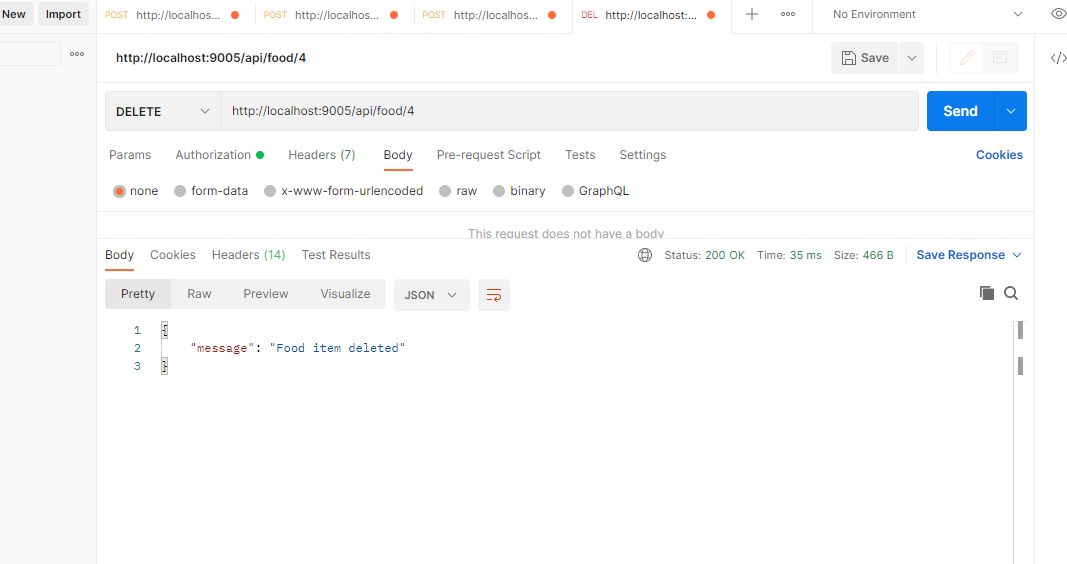 New Import POST http://localhos... POST http://localhos... POST http://localhos... DEL http://localhost:... + ooo No Environment
ooo http://localhost:9005/api/food/4 Save
DELETE http://localhost:9005/api/food/4 Send
Params Authorization Headers (7) Body Pre-request Script Tests Settings Cookies
none form-data x-www-form-urlencoded raw binary GraphQL
This request does not have a body
Body Cookies Headers (14) Test Results Status: 200 OK Time: 35 ms Size: 466 B Save Response
Pretty Raw Preview Visualize JSON
1 {
2 "message": "Food item deleted"
3 }